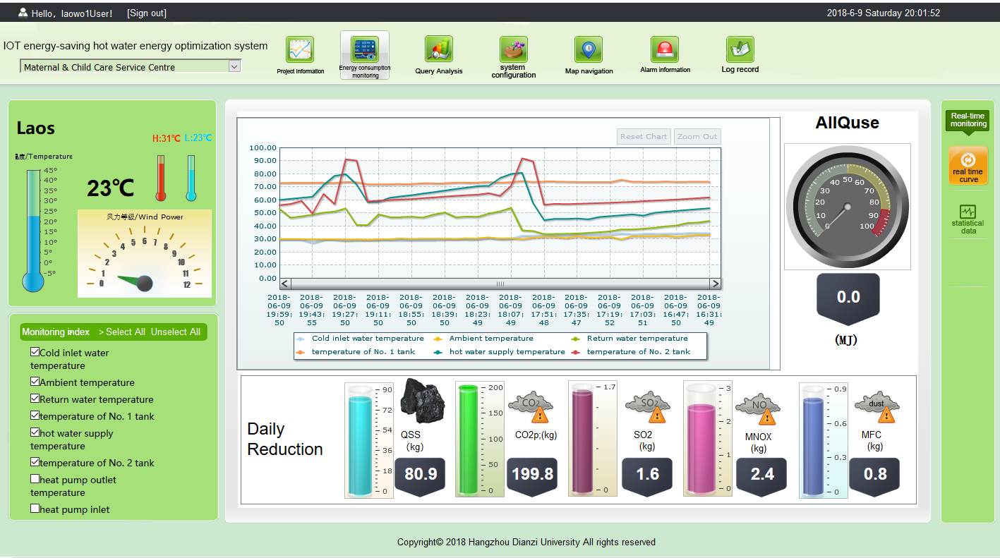 Hello, laowo1User! [Sign out]
2018-6-9 Saturday 20:01:52
IOT energy-saving hot water energy optimization system
Maternal & Child Care Service Centre
Project information
Energy consumption
monitoring
Query Analysis
system
configuration
Map navigation
Alarm information
Log record
Laos
H:31℃ L:23℃
温度/Temperature
45°
40°
35°
30°
25°
20°
15°
10°
5°
0°
-5°
23℃
风力等级/Wind Power
0 1 2 3 4 5 6 7 8 9 10 11 12
Monitoring index > Select All Unselect All
Cold inlet water
temperature
Ambient temperature
Return water temperature
temperature of No. 1 tank
hot water supply
temperature
temperature of No. 2 tank
heat pump outlet
temperature
heat pump inlet
Reset Chart Zoom Out
100.00
90.00
80.00
70.00
60.00
50.00
40.00
30.00
20.00
10.00
0.00
2018- 2018- 2018- 2018- 2018- 2018- 2018- 2018- 2018- 2018- 2018- 2018- 2018- 2018-
06-09 06-09 06-09 06-09 06-09 06-09 06-09 06-09 06-09 06-09 06-09 06-09 06-09 06-09
19:59: 19:43: 19:27: 19:11: 18:55: 18:39: 18:23: 18:07: 17:51: 17:35: 17:19: 17:03: 16:47: 16:31:
50 55 50 50 50 50 49 49 48 47 52 51 50 49
Cold inlet water temperature Ambient temperature Return water temperature
temperature of No. 1 tank hot water supply temperature temperature of No. 2 tank
AllQuse
0 10 20 30 40 50 60 70 80 90 100
0.0
(MJ)
Real-time
monitoring
real time
curve
statistical
data
Daily
Reduction
90
72
54
36
18
0
QSS
(kg)
80.9
200
150
100
50
0
CO2
CO2p;(kg)
199.8
1.7
0
SO2
SO2
(kg)
1.6
3
2
1
0
NO
MNOX
(kg)
2.4
0.9
0.6
0.3
0
dust
MFC
(kg)
0.8
Copyright© 2018 Hangzhou Dianzi University All rights reserved